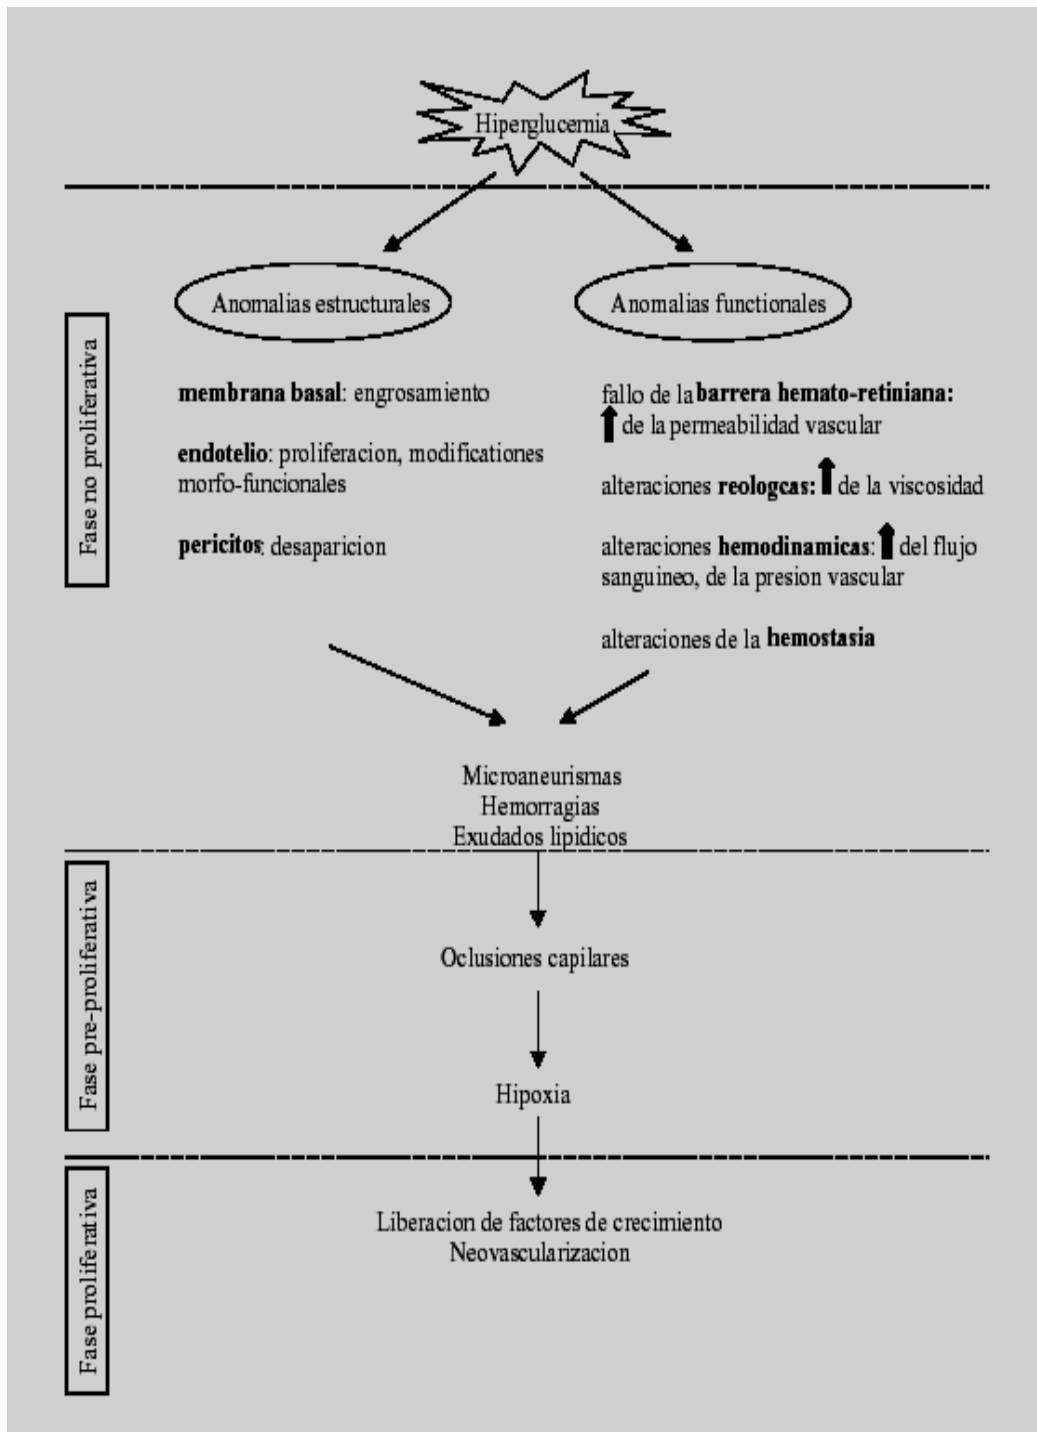 Hiperglucemia
Anomalias estructurales
Anomalias functionales
Fase no proliferativa
membrana basal: engrosamiento
endotelio: proliferacion, modificationes
morfo-funcionales
pericitos: desaparicion
fallo de la barrera hemato-retiniana:
de la permeabilidad vascular
alteraciones reologcas: de la viscosidad
alteraciones hemodinamicas: del flujo
sanguineo, de la presion vascular
alteraciones de la hemostasia
Microaneurismas
Hemorragias
Exudados lipidicos
Fase pre-proliferativa
Oclusiones capilares
Hipoxia
Fase proliferativa
Liberacion de factores de crecimiento
Neovascularizacion